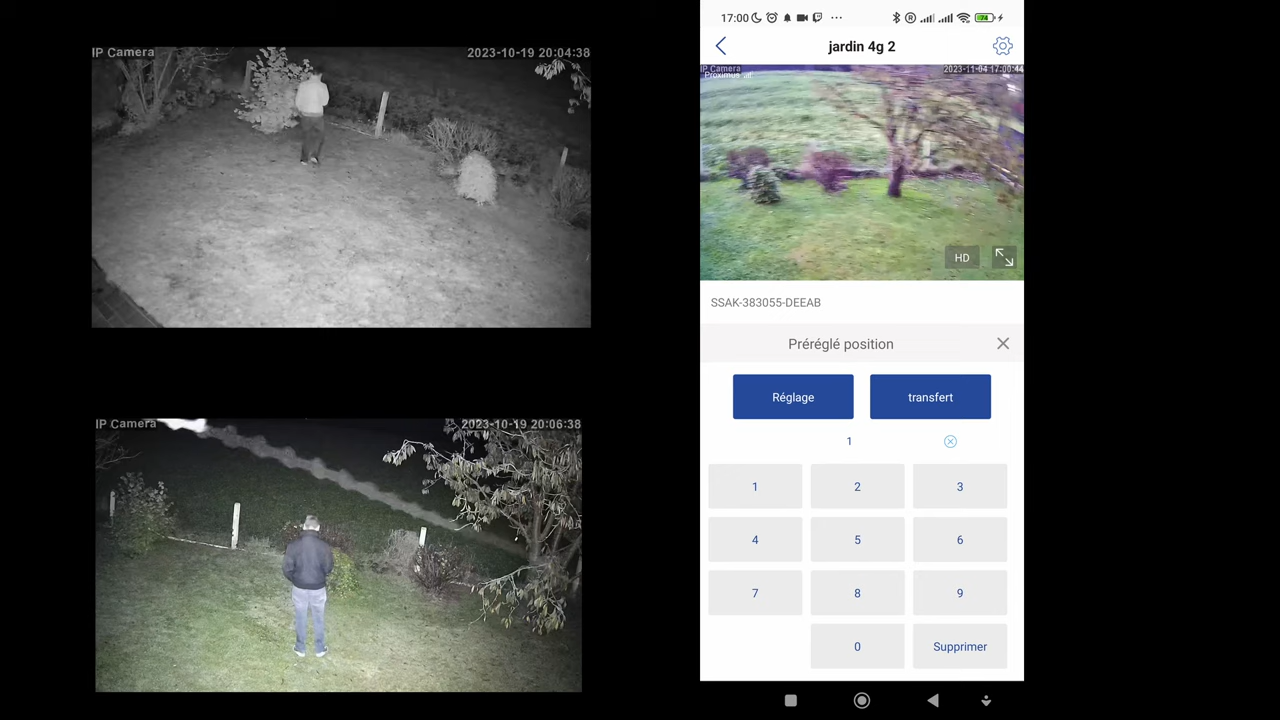 IP Camera 2023-10-19 20:04:38
IP Camera 2023-10-19 20:06:38
17:00
74
jardin 4g 2
IP Camera 2023-11-04 17:00:44
Proximus
HD
SSAK-383055-DEEAB
Préréglé position
Réglage transfert
1
1 2 3
4 5 6
7 8 9
0 Supprimer